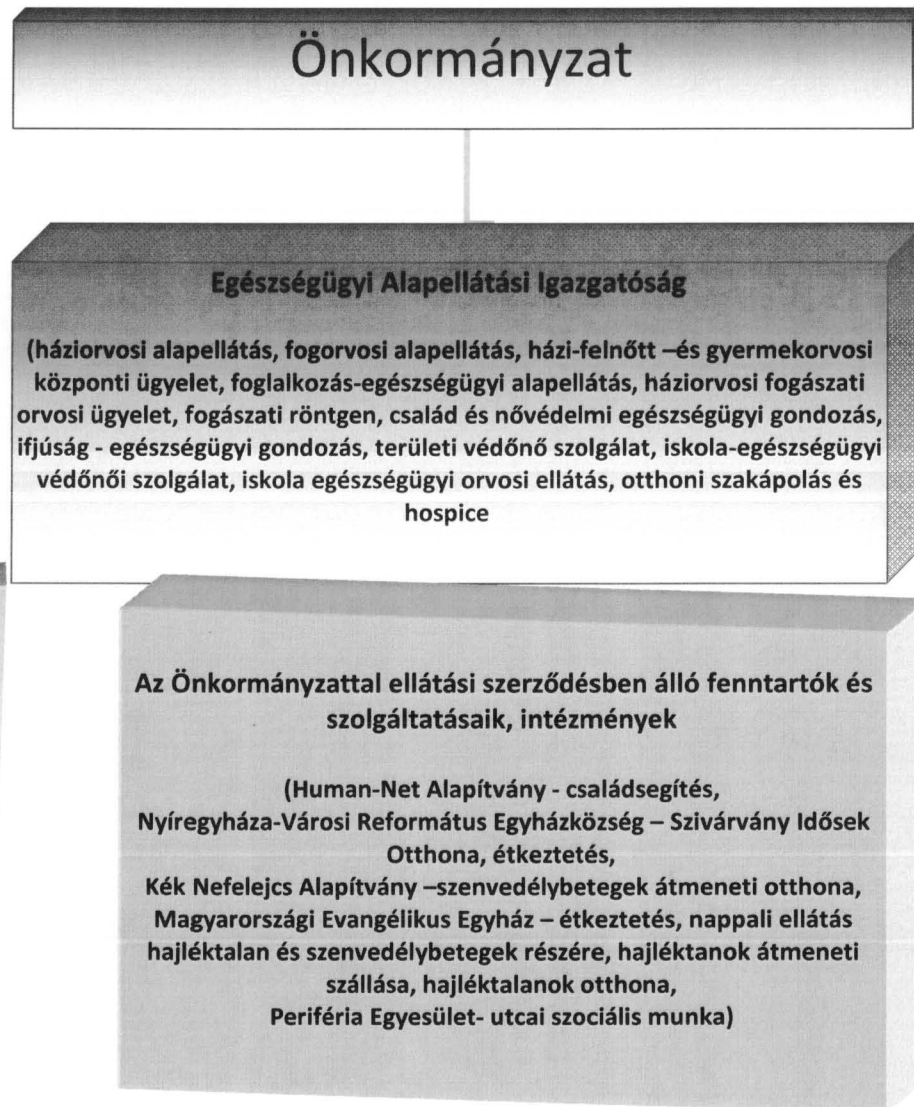 Önkormányzat
Egészségügyi Alapellátási Igazgatóság
(háziorvosi alapellátás, fogorvosi alapellátás, házi-felnőtt –és gyermekorvosi
központi ügyelet, foglalkozás-egészségügyi alapellátás, háziorvosi fogászati
orvosi ügyelet, fogászati röntgen, család és nővédelmi egészségügyi gondozás,
ifjúság - egészségügyi gondozás, területi védőnő szolgálat, iskola-egészségügyi
védőnői szolgálat, iskola egészségügyi orvosi ellátás, otthoni szakápolás és
hospice
Az Önkormányzattal ellátási szerződésben álló fenntartók és
szolgáltatásaik, intézmények
(Human-Net Alapítvány - családsegítés,
Nyíregyháza-Városi Református Egyházközség – Szivárvány Idősek
Otthona, étkeztetés,
Kék Nefelejcs Alapítvány –szenvedélybetegek átmeneti otthona,
Magyarországi Evangélikus Egyház – étkeztetés, nappali ellátás
hajléktalan és szenvedélybetegek részére, hajléktanok átmeneti
szállása, hajléktalanok otthona,
Periféria Egyesület- utcai szociális munka)